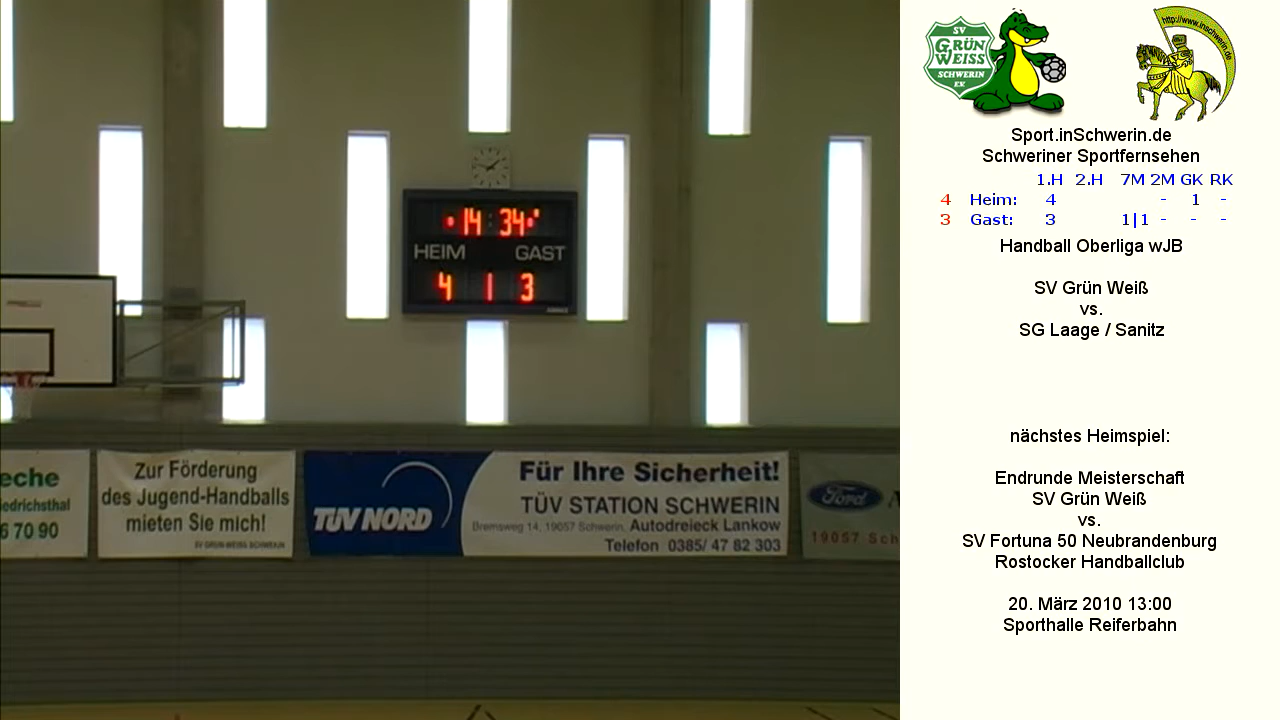 14:34
HEIM GAST
4 1 3
eche
iedrichsthal
6 70 90
Zur Förderung
des Jugend-Handballs
mieten Sie mich!
SV GRÜN-WEISS SCHWERIN
TÜV NORD
Für Ihre Sicherheit!
TÜV STATION SCHWERIN
Bremsweg 14, 19057 Schwerin, Autodreieck Lankow
Telefon 0385/ 47 82 303
Ford A
19057 Sch
SV
GRÜN
WEISS
SCHWERIN
E.V.
http://www.inschwerin.de
Sport.inSchwerin.de
Schweriner Sportfernsehen
1.H 2.H 7M 2M GK RK
4 Heim: 4 - 1 -
3 Gast: 3 1|1 - - -
Handball Oberliga wJB
SV Grün Weiß
vs.
SG Laage / Sanitz
nächstes Heimspiel:
Endrunde Meisterschaft
SV Grün Weiß
vs.
SV Fortuna 50 Neubrandenburg
Rostocker Handballclub
20. März 2010 13:00
Sporthalle Reiferbahn